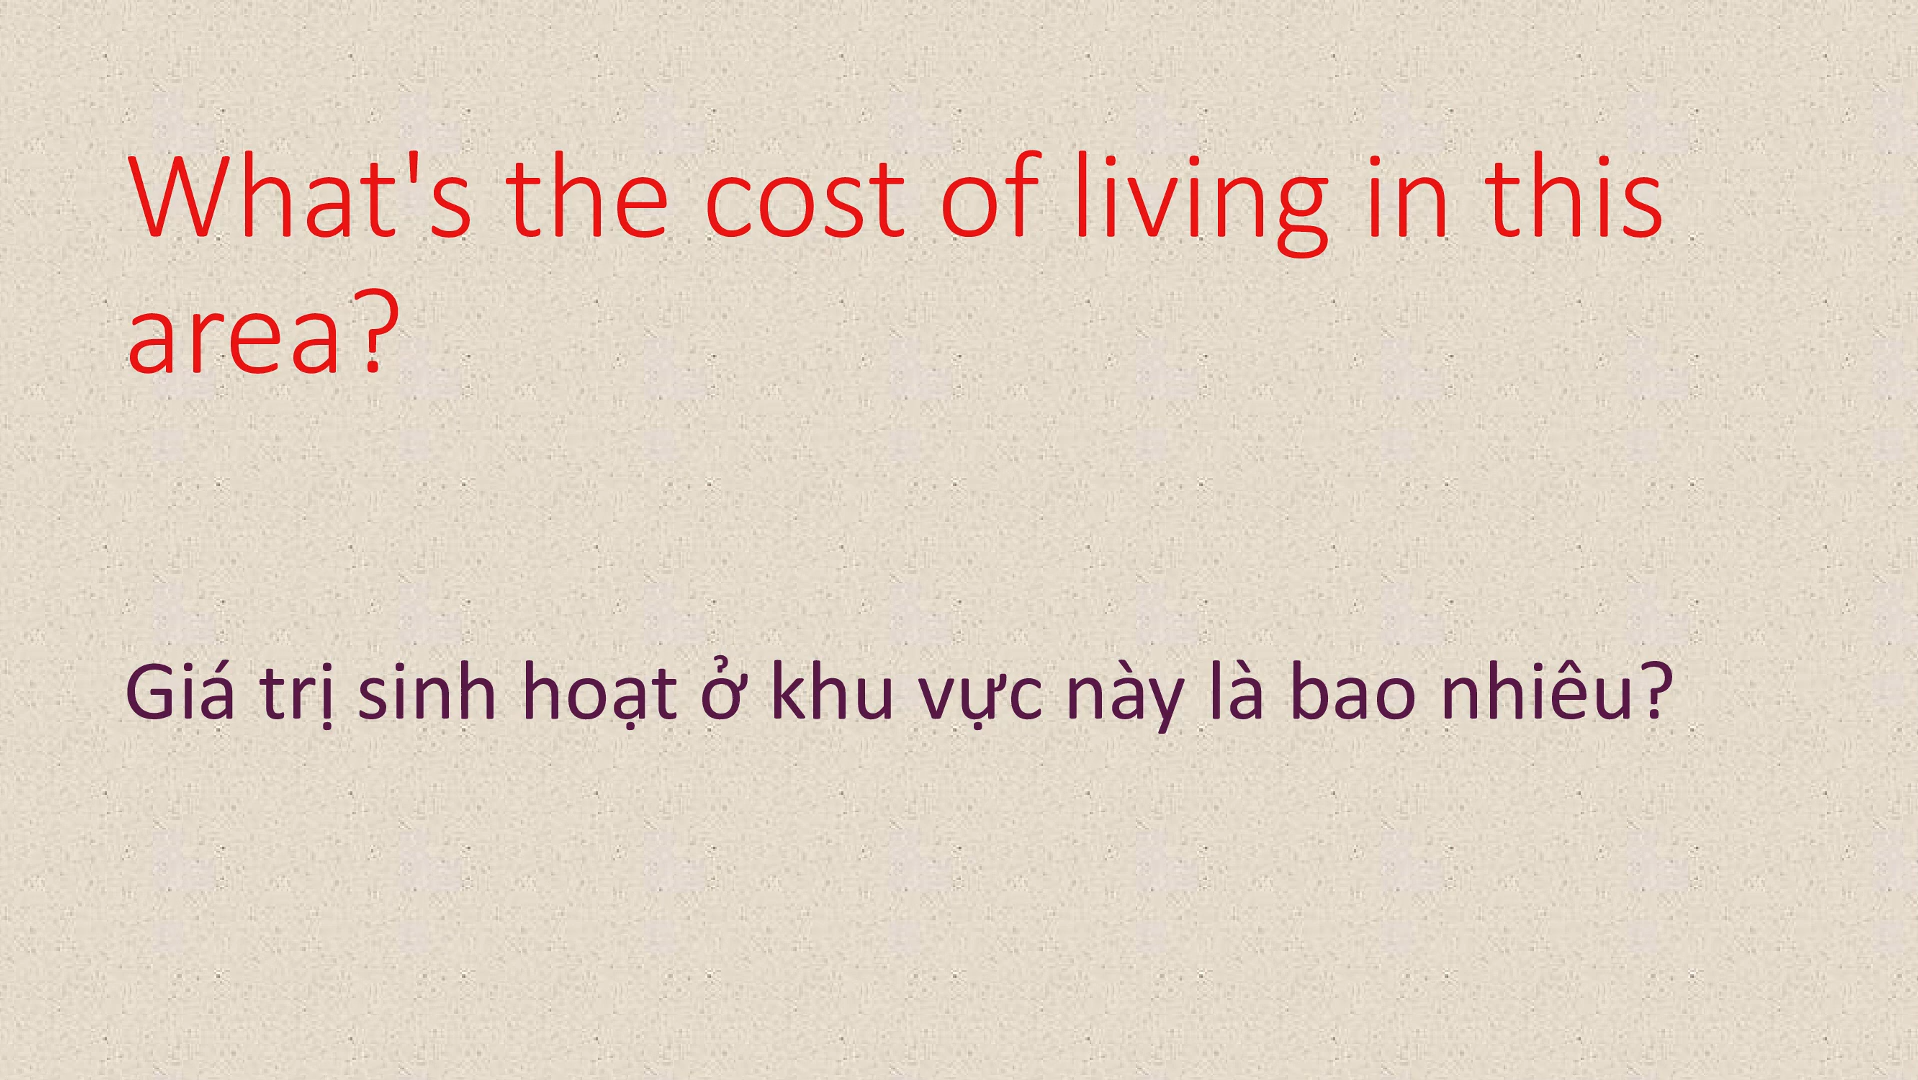 What's the cost of living in this
area?
Giá trị sinh hoạt ở khu vực này là bao nhiêu?